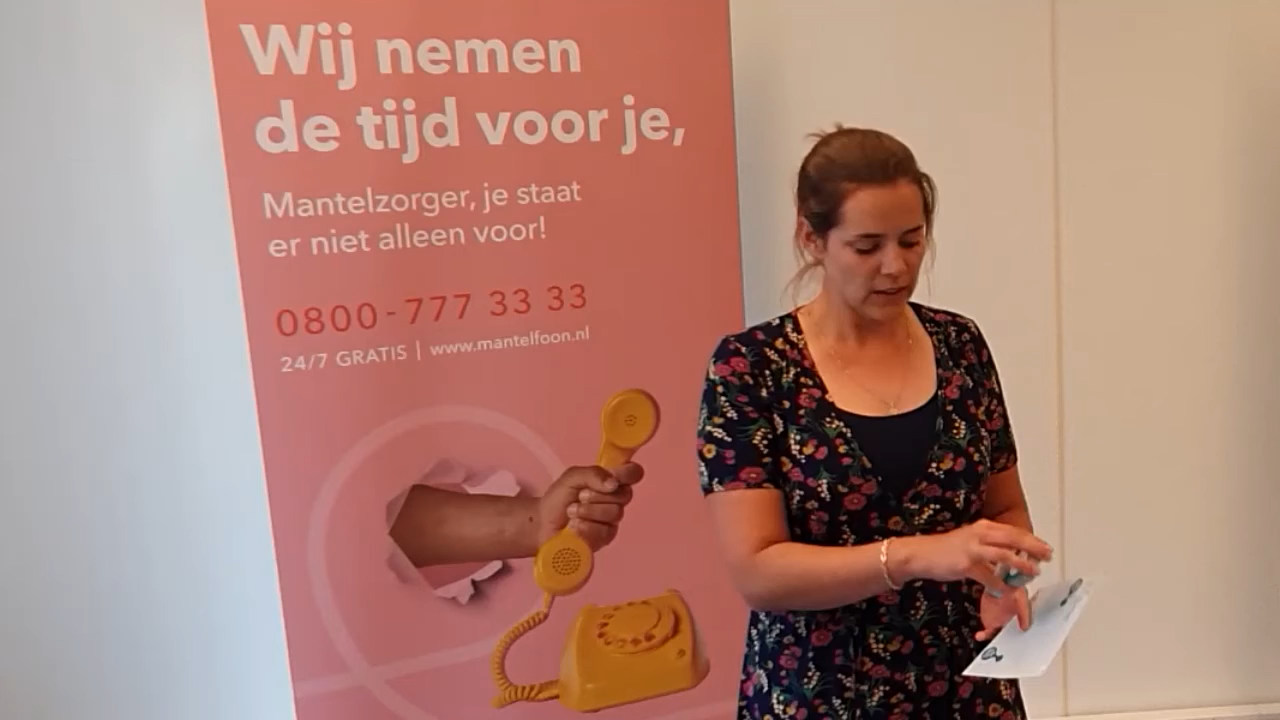 Wij nemen
de tijd voor je,
Mantelzorger, je staat
er niet alleen voor!
0800-777 33 33
24/7 GRATIS | www.mantelfoon.nl